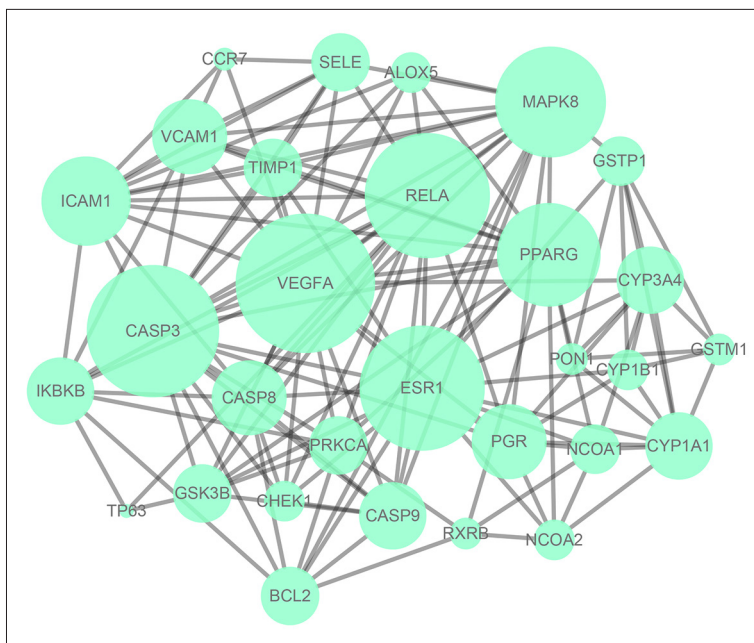 CCR7
SELE
ALOX5
MAPK8
VCAM1
TIMP1
GSTP1
ICAM1
RELA
PPARG
VEGFA
CYP3A4
CASP3
PON1
GSTM1
CYP1B1
IKBKB
CASP8
ESR1
PRKCA
PGR
NCOA1
CYP1A1
GSK3B
CHEK1
TP63
CASP9
RXRB
NCOA2
BCL2